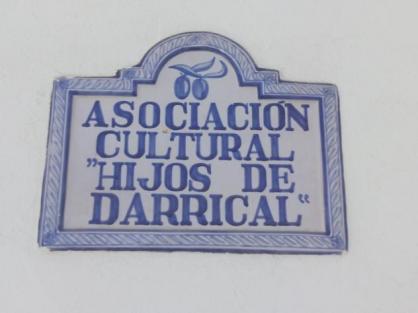 ASOCIACIÓN
CULTURAL
"HIJOS DE
DARRICAL"